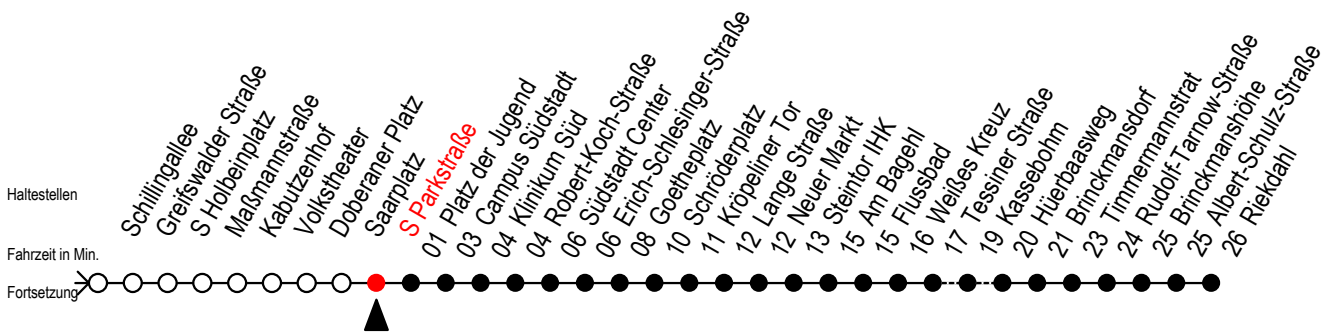 Haltestellen
Schillingallee
Greifswalder Straße
S Holbeinplatz
Maßmannstraße
Kabutzenhof
Volkstheater
Doberaner Platz
Saarplatz
S Parkstraße
01 Platz der Jugend
03 Campus Südstadt
04 Klinikum Süd
04 Robert-Koch-Straße
06 Südstadt Center
06 Erich-Schlesinger-Straße
08 Goetheplatz
10 Schröderplatz
11 Kröpeliner Tor
12 Lange Straße
12 Neuer Markt
13 Steintor IHK
15 Am Bagehl
15 Flussbad
16 Weißes Kreuz
17 Tessiner Straße
19 Kassebohm
20 Hüerbaasweg
21 Brinckmansdorf
23 Timmermannstrat
24 Rudolf-Tarnow-Straße
25 Brinckmanshöhe
25 Albert-Schulz-Straße
26 Riekdahl
Fahrzeit in Min.
Fortsetzung